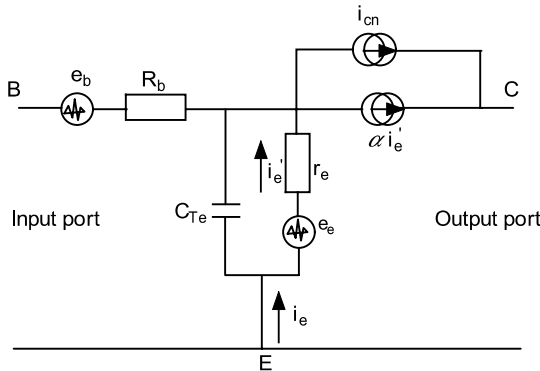 i_cn
e_b
R_b
B
C
α i_e'
i_e'
r_e
Input port
C_Te
e_e
Output port
i_e
E